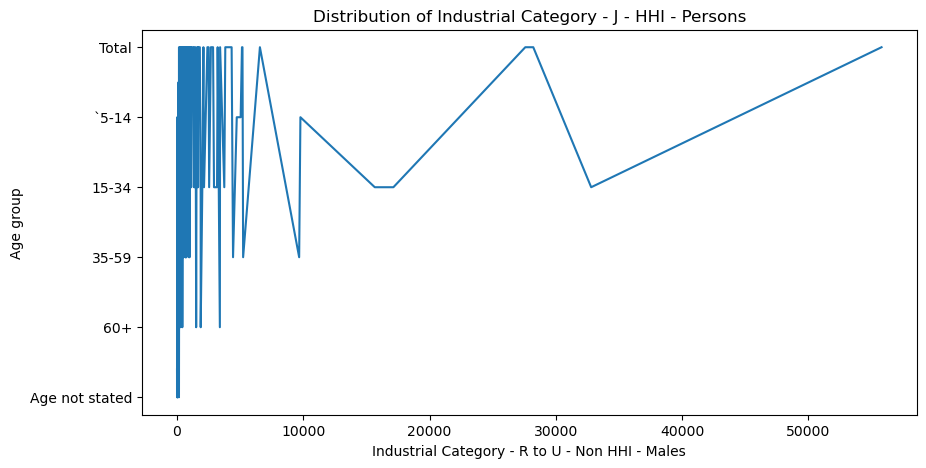 Distribution of Industrial Category - J - HHI - Persons
Total
`5-14
15-34
35-59
60+
Age not stated
Age group
0
10000
20000
30000
40000
50000
Industrial Category - R to U - Non HHI - Males